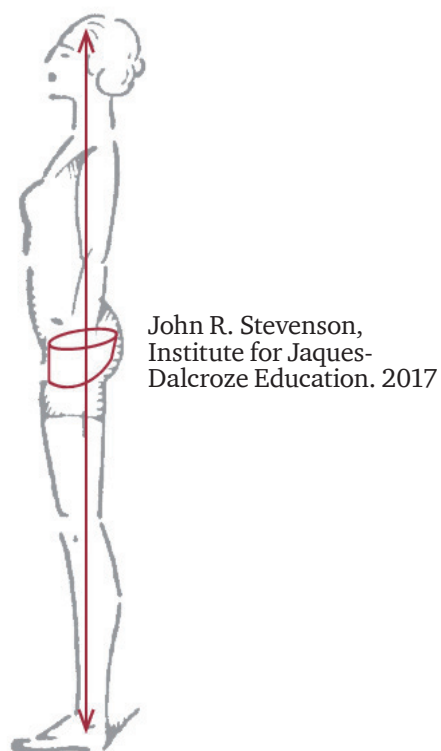 John R. Stevenson,
Institute for Jaques-
Dalcroze Education. 2017